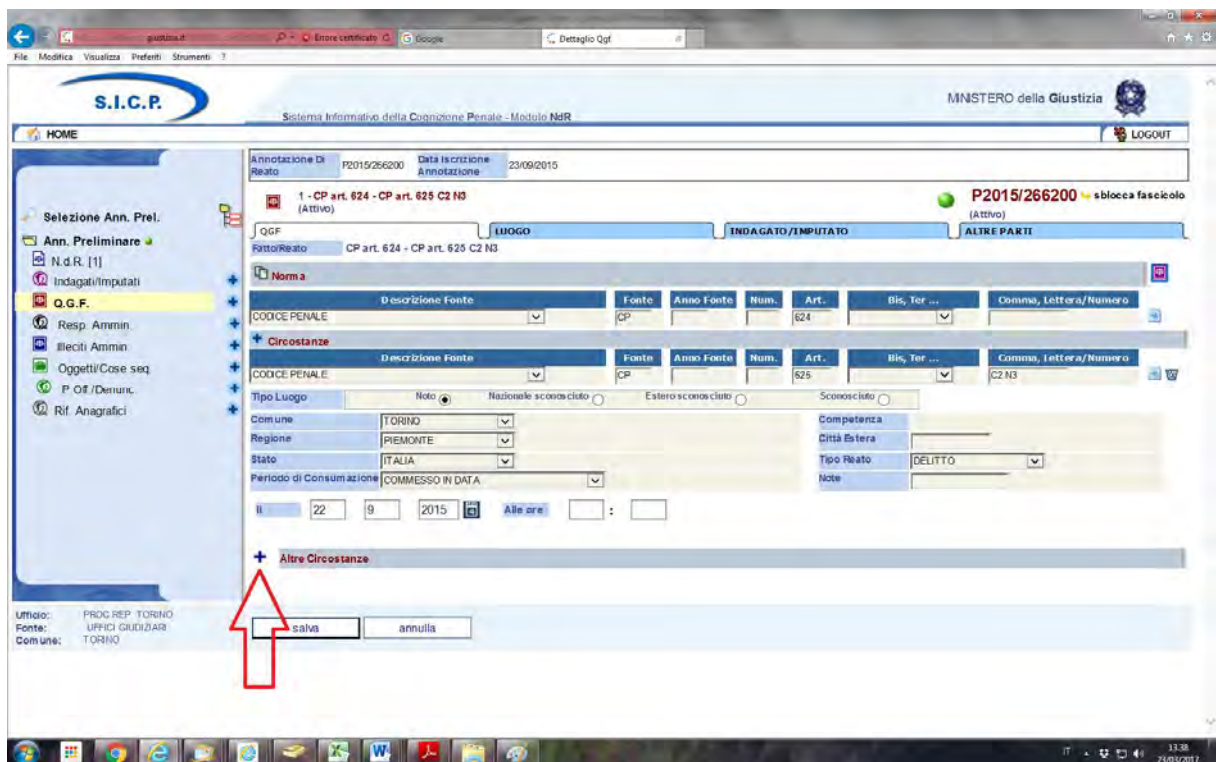 giustizia.it
Errore certificato
Google
Dettaglio Qgf
File Modifica Visualizza Preferiti Strumenti ?
S.I.C.P.
MINISTERO della Giustizia
Sistema Informativo della Cognizione Penale - Modulo NdR
HOME
LOGOUT
Annotazione Di Reato P2015/266200 Data Iscrizione Annotazione 23/09/2015
1 - CP art. 624 - CP art. 625 C2 N3
(Attivo)
P2015/266200 sblocca fascicolo
(Attivo)
QGF LUOGO INDAGATO/IMPUTATO ALTRE PARTI
Fatto/Reato CP art. 624 - CP art. 625 C2 N3
Selezione Ann. Prel.
Ann. Preliminare
N.d.R. [1]
Indagati/Imputati
Q.G.F.
Resp. Ammin.
Illeciti Ammin
Oggetti/Cose seq.
P.Off./Denunc.
Rif. Anagrafici
Norma
Descrizione Fonte Fonte Anno Fonte Num. Art. Bis, Ter ... Comma, Lettera/Numero
CODICE PENALE CP 624
Circostanze
Descrizione Fonte Fonte Anno Fonte Num. Art. Bis, Ter ... Comma, Lettera/Numero
CODICE PENALE CP 625 C2 N3
Tipo Luogo Noto Nazionale sconosciuto Estero sconosciuto Sconosciuto
Comune TORINO Competenza
Regione PIEMONTE Città Estera
Stato ITALIA Tipo Reato DELITTO
Periodo di Consumazione COMMESSO IN DATA Note
Il 22 9 2015 Alle ore :
+ Altre Circostanze
Ufficio: PROC.REP. TORINO
Fonte: UFFICI GIUDIZIARI
Comune: TORINO
salva annulla
IT
13.38
23/03/2017